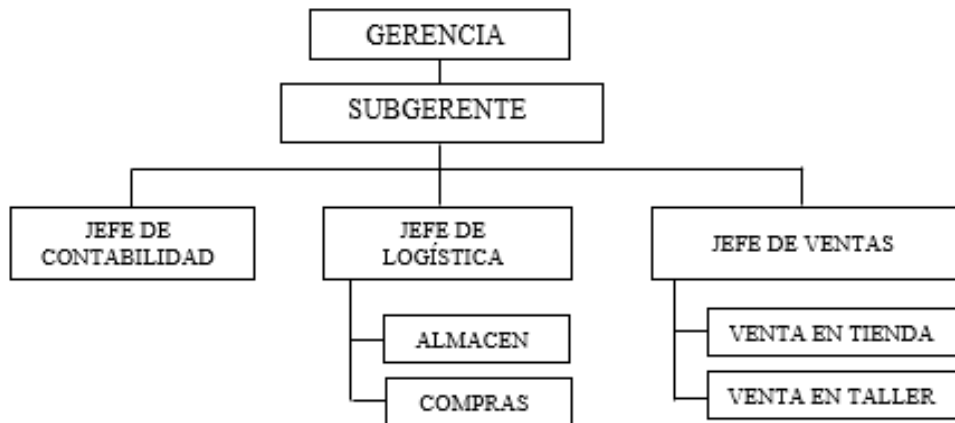 GERENCIA
SUBGERENTE
JEFE DE
CONTABILIDAD
JEFE DE
LOGÍSTICA
JEFE DE VENTAS
ALMACEN
VENTA EN TIENDA
COMPRAS
VENTA EN TALLER